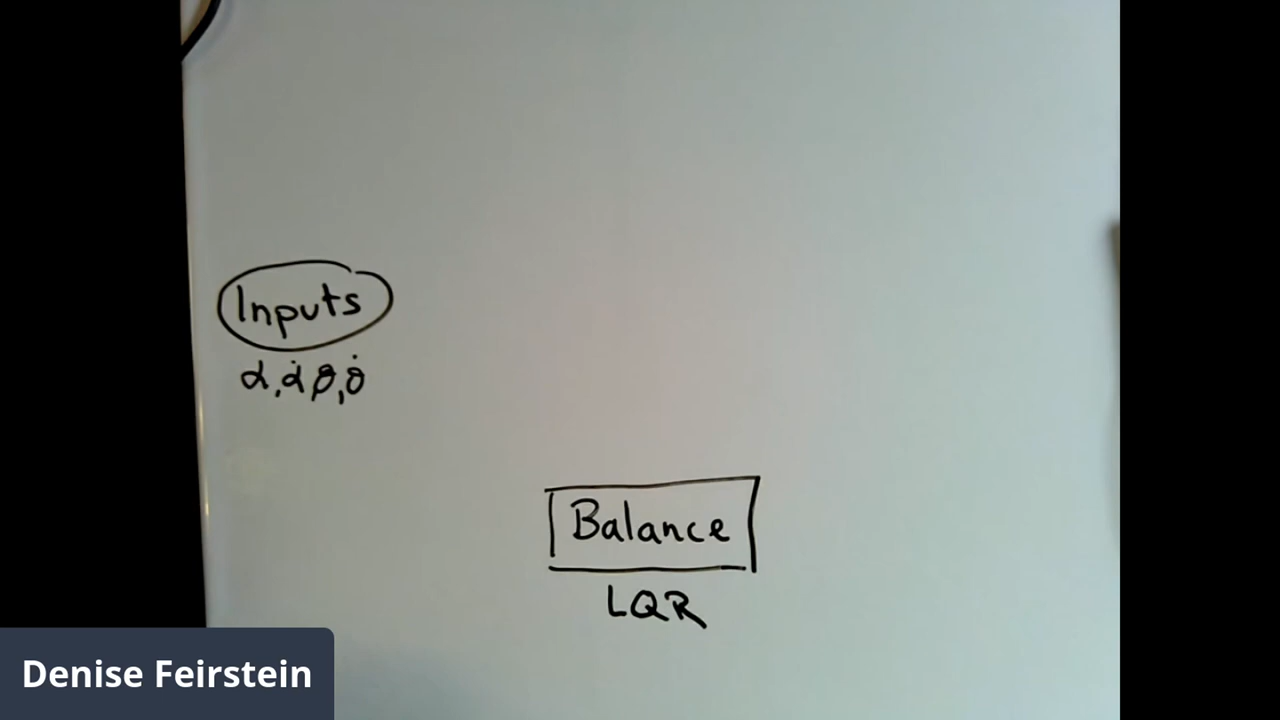 Inputs
α, α̇ θ, θ̇
Balance
LQR
Denise Feirstein